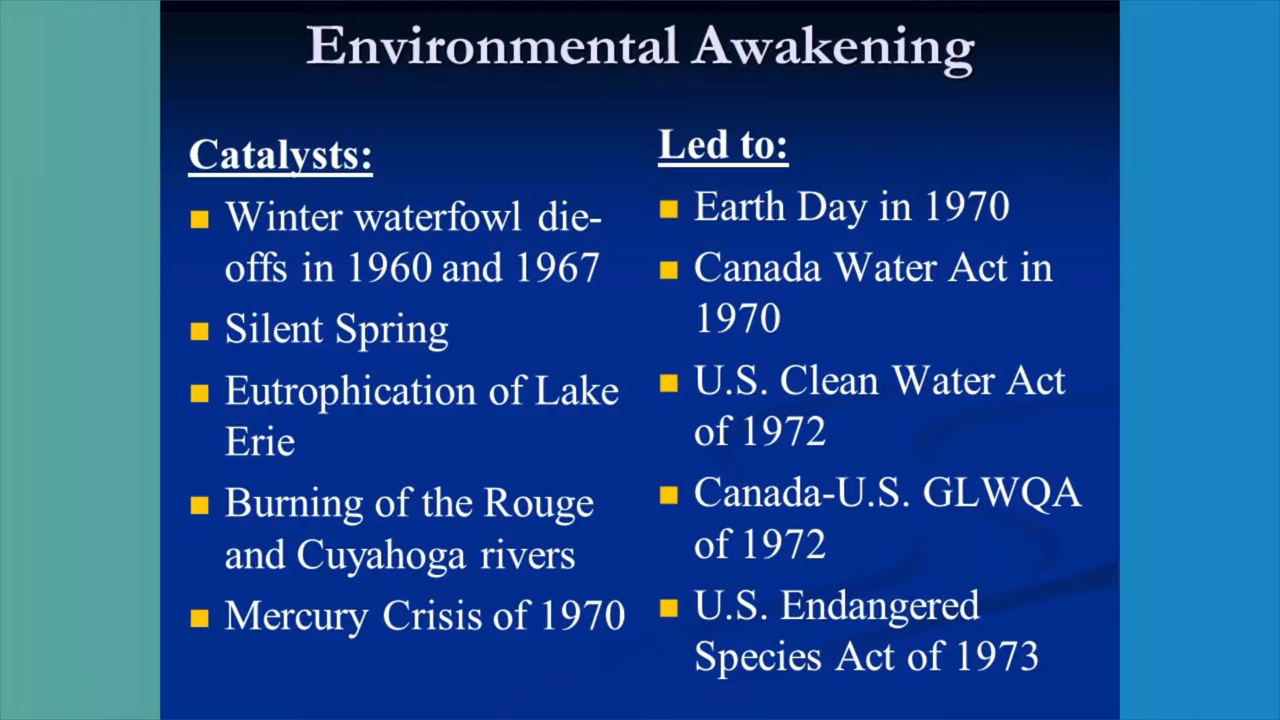 Environmental Awakening
Catalysts:
Winter waterfowl die-
offs in 1960 and 1967
Silent Spring
Eutrophication of Lake
Erie
Burning of the Rouge
and Cuyahoga rivers
Mercury Crisis of 1970
Led to:
Earth Day in 1970
Canada Water Act in
1970
U.S. Clean Water Act
of 1972
Canada-U.S. GLWQA
of 1972
U.S. Endangered
Species Act of 1973